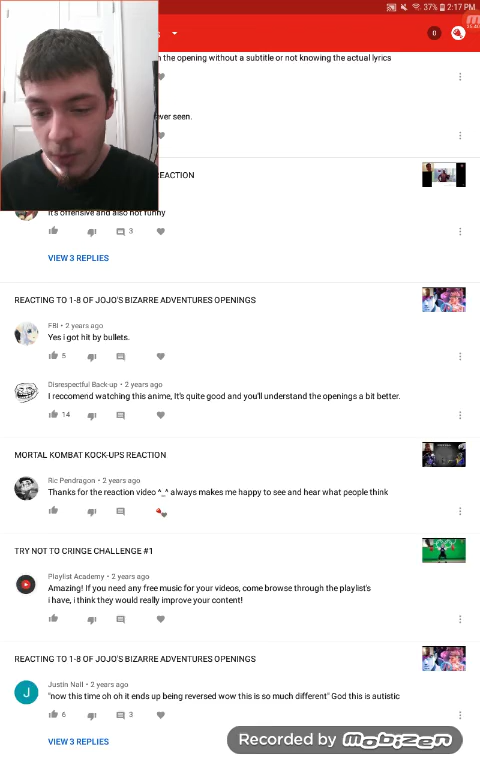 37% 2:17 PM
s
0
n the opening without a subtitle or not knowing the actual lyrics
ever seen.
EACTION
It's offensive and also not funny
3
VIEW 3 REPLIES
REACTING TO 1-8 OF JOJO'S BIZARRE ADVENTURES OPENINGS
FBI • 2 years ago
Yes i got hit by bullets.
5
Disrespectful Back-up • 2 years ago
I reccomend watching this anime, It's quite good and you'll understand the openings a bit better.
14
MORTAL KOMBAT KOCK-UPS REACTION
Ric Pendragon • 2 years ago
Thanks for the reaction video ^_^ always makes me happy to see and hear what people think
TRY NOT TO CRINGE CHALLENGE #1
Playlist Academy • 2 years ago
Amazing! If you need any free music for your videos, come browse through the playlist's
i have, i think they would really improve your content!
REACTING TO 1-8 OF JOJO'S BIZARRE ADVENTURES OPENINGS
J
Justin Nall • 2 years ago
"now this time oh oh it ends up being reversed wow this is so much different" God this is autistic
6 3
VIEW 3 REPLIES
Recorded by Mobizen